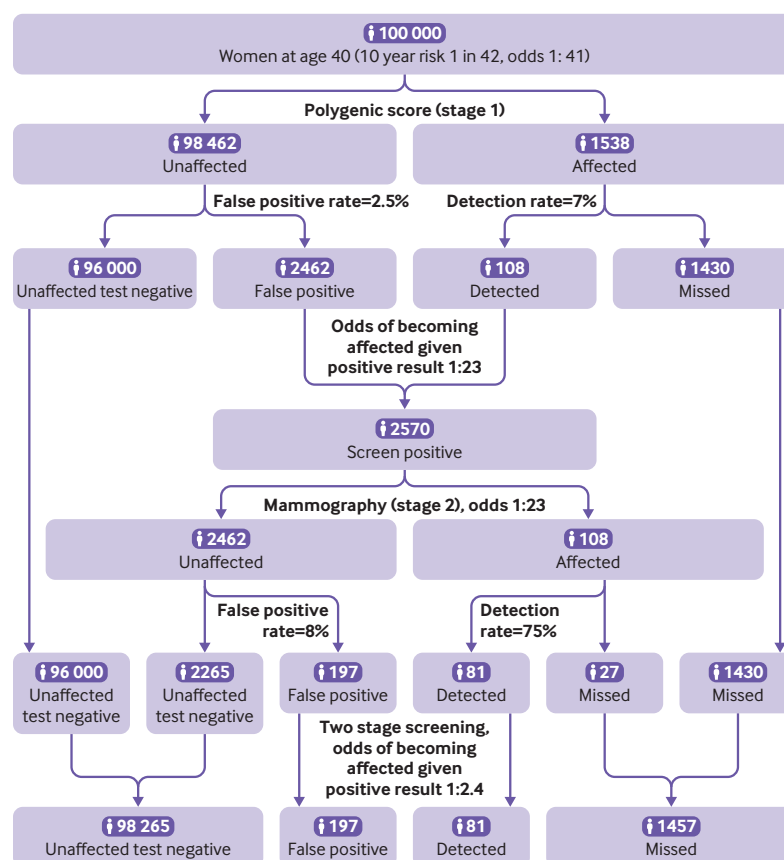 100 000
Women at age 40 (10 year risk 1 in 42, odds 1: 41)
Polygenic score (stage 1)
98 462
Unaffected
1538
Affected
False positive rate=2.5%
Detection rate=7%
96 000
Unaffected test negative
2462
False positive
108
Detected
1430
Missed
Odds of becoming
affected given
positive result 1:23
2570
Screen positive
Mammography (stage 2), odds 1:23
2462
Unaffected
108
Affected
False positive
rate=8%
Detection
rate=75%
96 000
Unaffected
test negative
2265
Unaffected
test negative
197
False positive
81
Detected
27
Missed
1430
Missed
Two stage screening,
odds of becoming
affected given
positive result 1:2.4
98 265
Unaffected test negative
197
False positive
81
Detected
1457
Missed